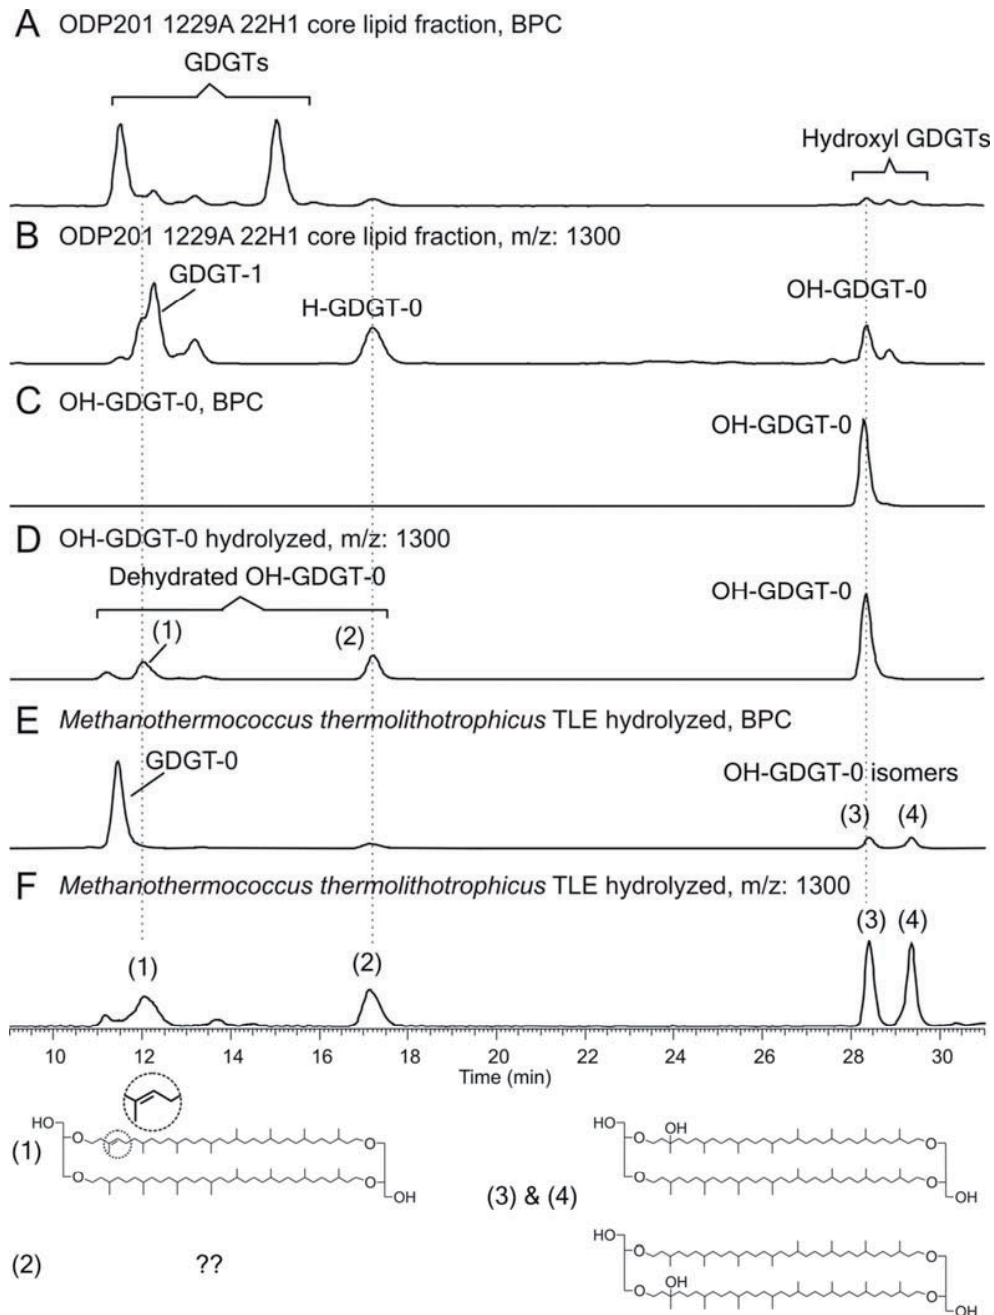 A ODP201 1229A 22H1 core lipid fraction, BPC
GDGTs
Hydroxyl GDGTs
B ODP201 1229A 22H1 core lipid fraction, m/z: 1300
GDGT-1
H-GDGT-0
OH-GDGT-0
C OH-GDGT-0, BPC
OH-GDGT-0
D OH-GDGT-0 hydrolyzed, m/z: 1300
Dehydrated OH-GDGT-0
OH-GDGT-0
(1)
(2)
E Methanothermococcus thermolithotrophicus TLE hydrolyzed, BPC
GDGT-0
OH-GDGT-0 isomers
(3) (4)
F Methanothermococcus thermolithotrophicus TLE hydrolyzed, m/z: 1300
(1) (2) (3) (4)
10 12 14 16 18 20 22 24 26 28 30
Time (min)
(1)
HO
O
O
O
O
OH
(3) & (4)
HO
O
OH
O
O
O
OH
(2) ??
HO
O
O
O
OH
O
OH